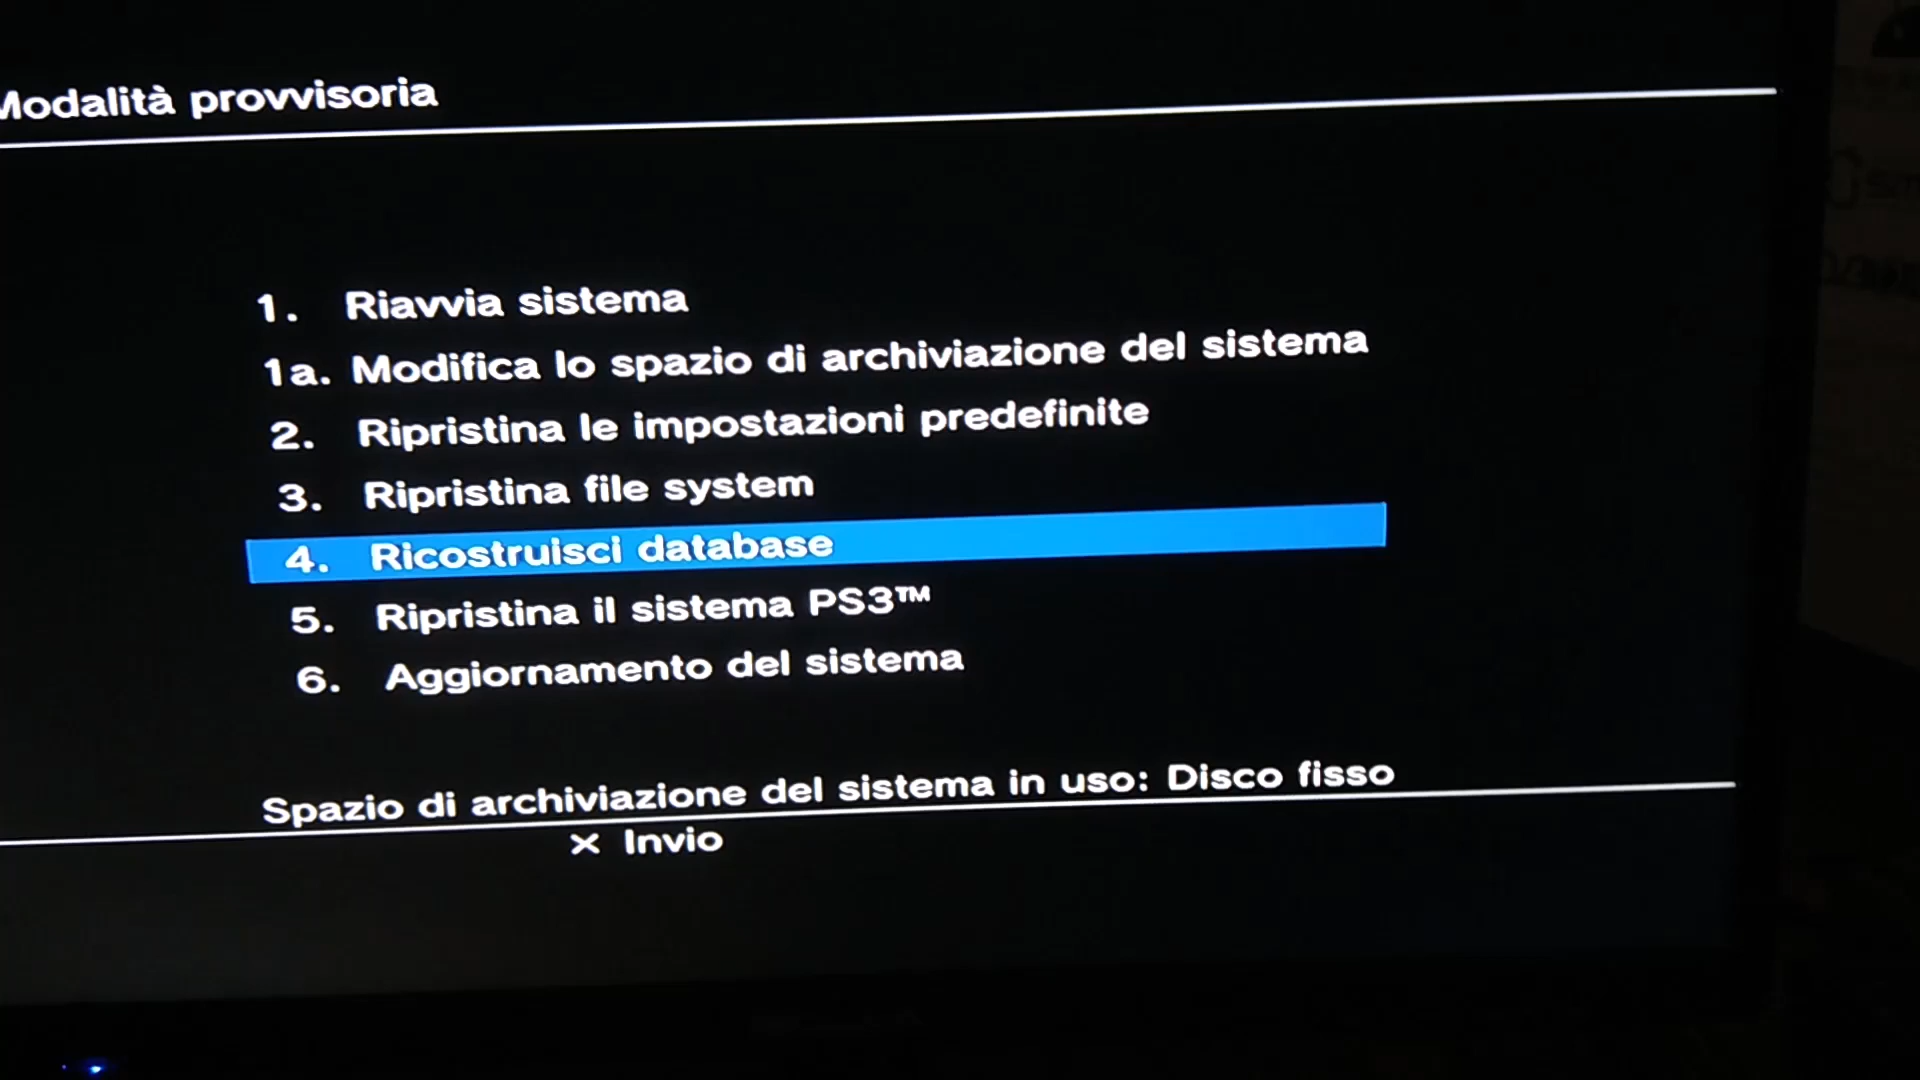 Modalità provvisoria
1. Riavvia sistema
1a. Modifica lo spazio di archiviazione del sistema
2. Ripristina le impostazioni predefinite
3. Ripristina file system
4. Ricostruisci database
5. Ripristina il sistema PS3™
6. Aggiornamento del sistema
Spazio di archiviazione del sistema in uso: Disco fisso
✕ Invio